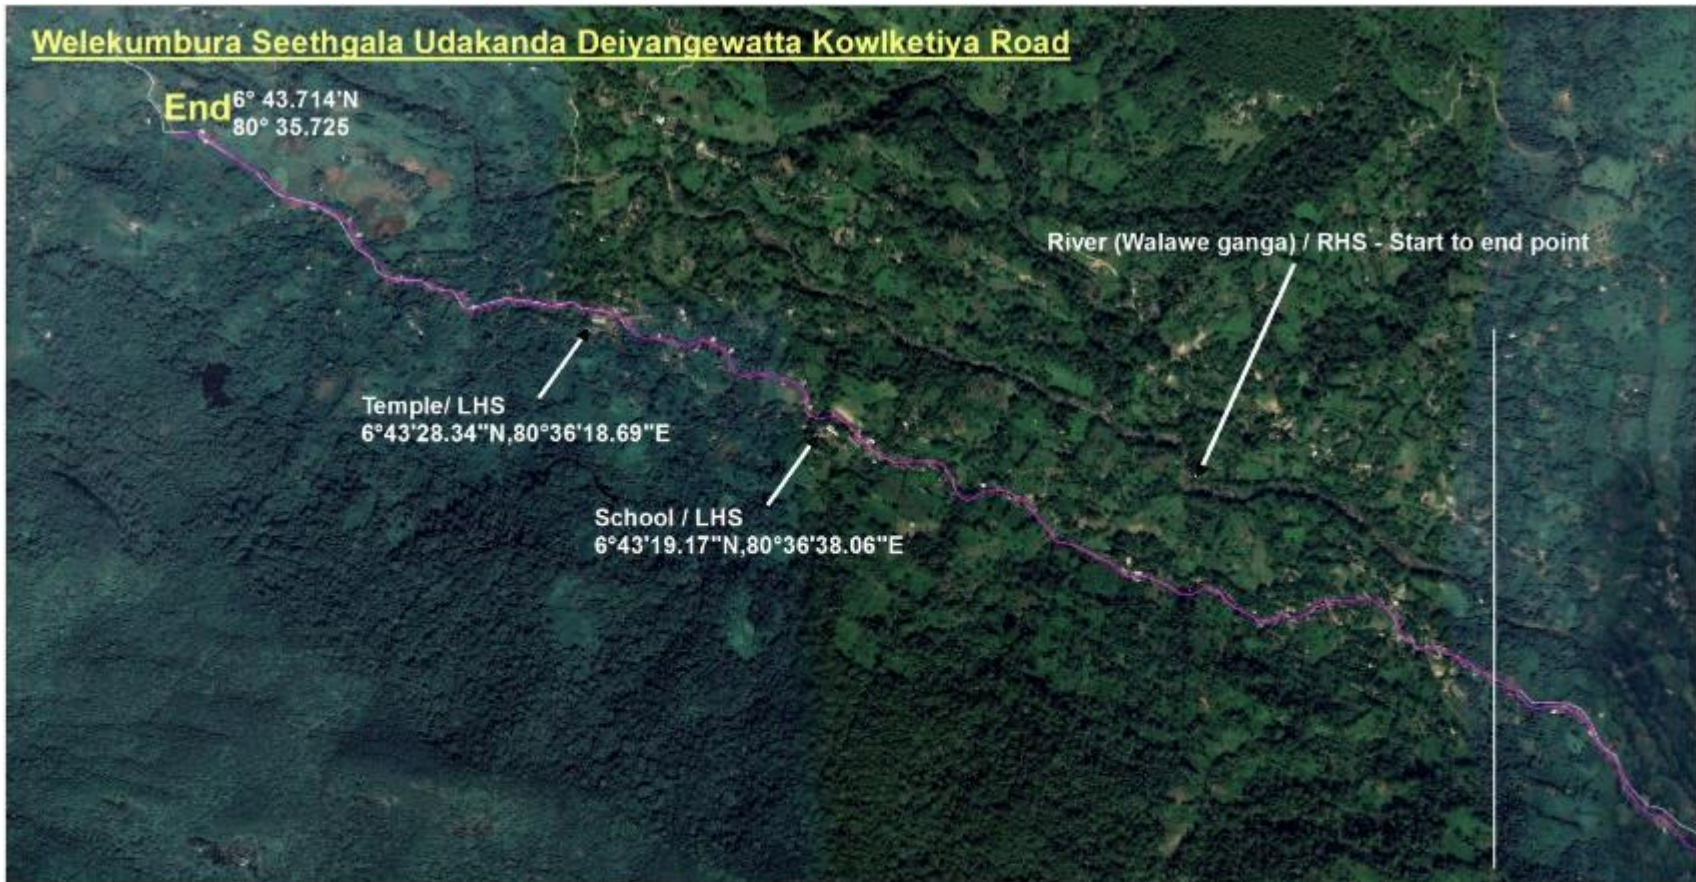 Welekumbura Seethgala Udakanda Deiyangewatta Kowlketiya Road
End
6° 43.714'N
80° 35.725
River (Walawe ganga) / RHS - Start to end point
Temple/ LHS
6°43'28.34"N,80°36'18.69"E
School / LHS
6°43'19.17"N,80°36'38.06"E